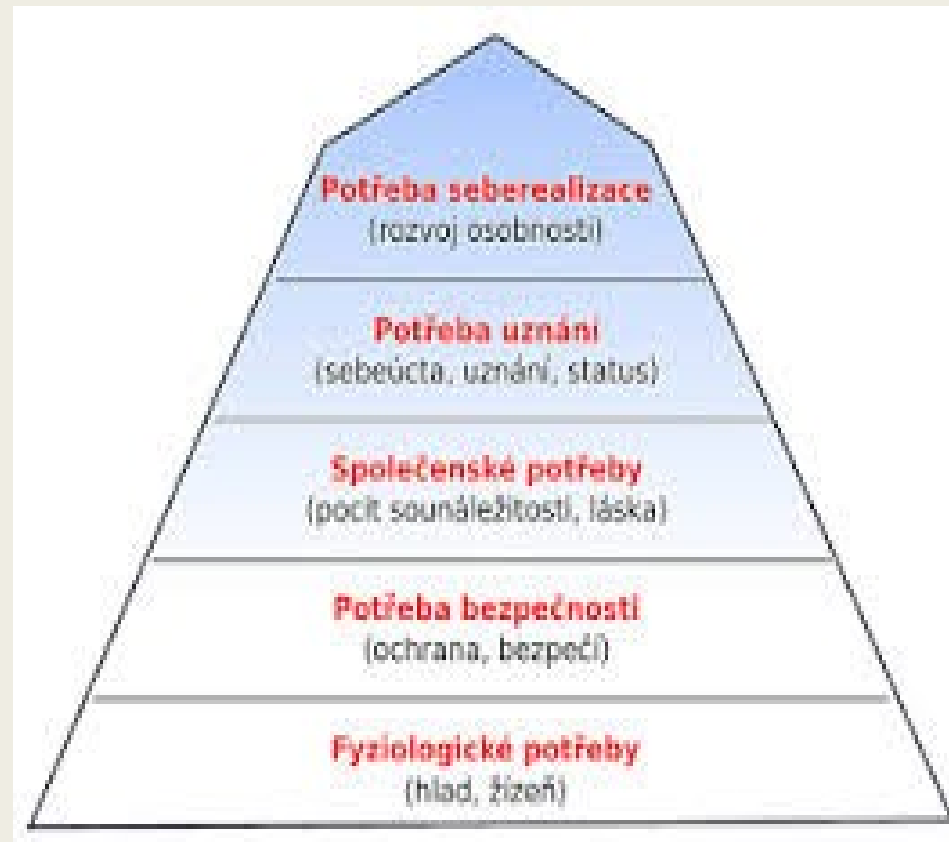 Potřeba seberealizace
(rozvoj osobnosti)
Potřeba uznání
(sebeúcta, uznání, status)
Společenské potřeby
(pocit sounáležitosti, láska)
Potřeba bezpečnosti
(ochrana, bezpečí)
Fyziologické potřeby
(hlad, žízeň)